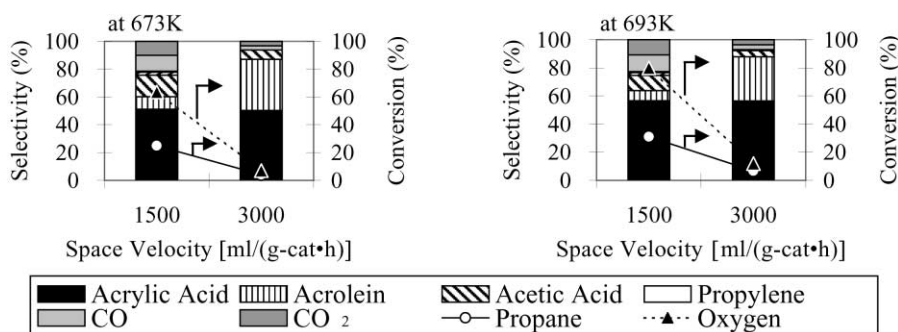 at 673K
at 693K
Selectivity (%)
100
80
60
40
20
0
100
80
60
40
20
0
Conversion (%)
1500 3000
Space Velocity [ml/(g-cat•h)]
Selectivity (%)
100
80
60
40
20
0
100
80
60
40
20
0
Conversion (%)
1500 3000
Space Velocity [ml/(g-cat•h)]
Acrylic Acid Acrolein Acetic Acid Propylene
CO CO 2 Propane Oxygen